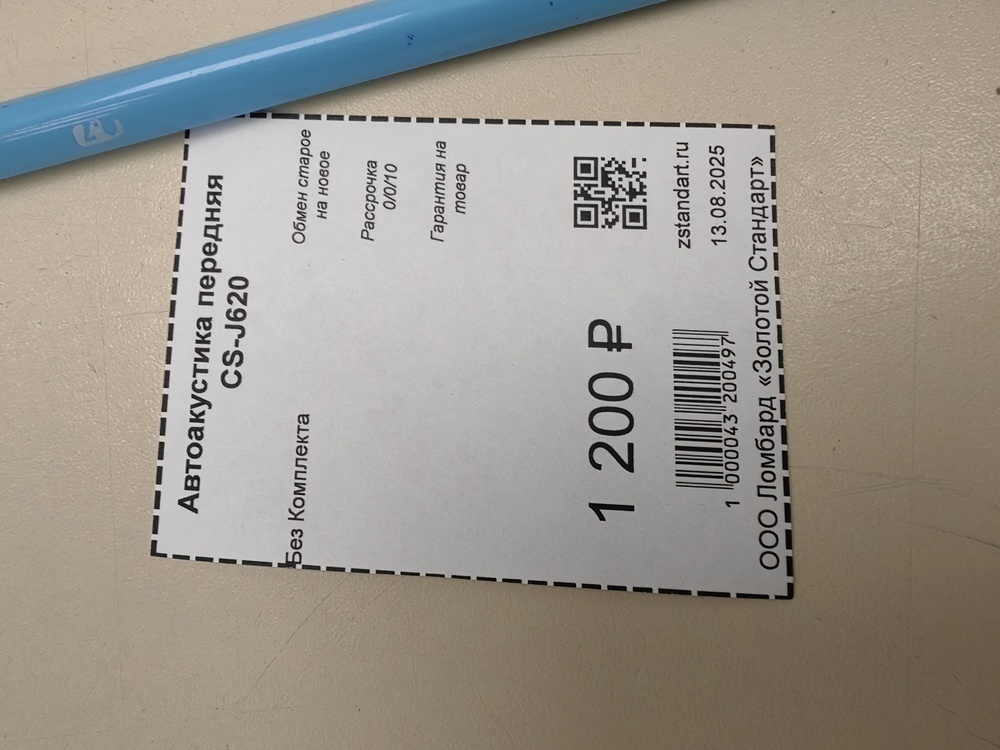 Автоакустика передняя
CS-J620
Без Комплекта
Обмен старое
на новое
Рассрочка
0/0/10
Гарантия на
товар
1 200 ₽
1 000043 200497
zstandart.ru
13.08.2025
ООО Ломбард «Золотой Стандарт»